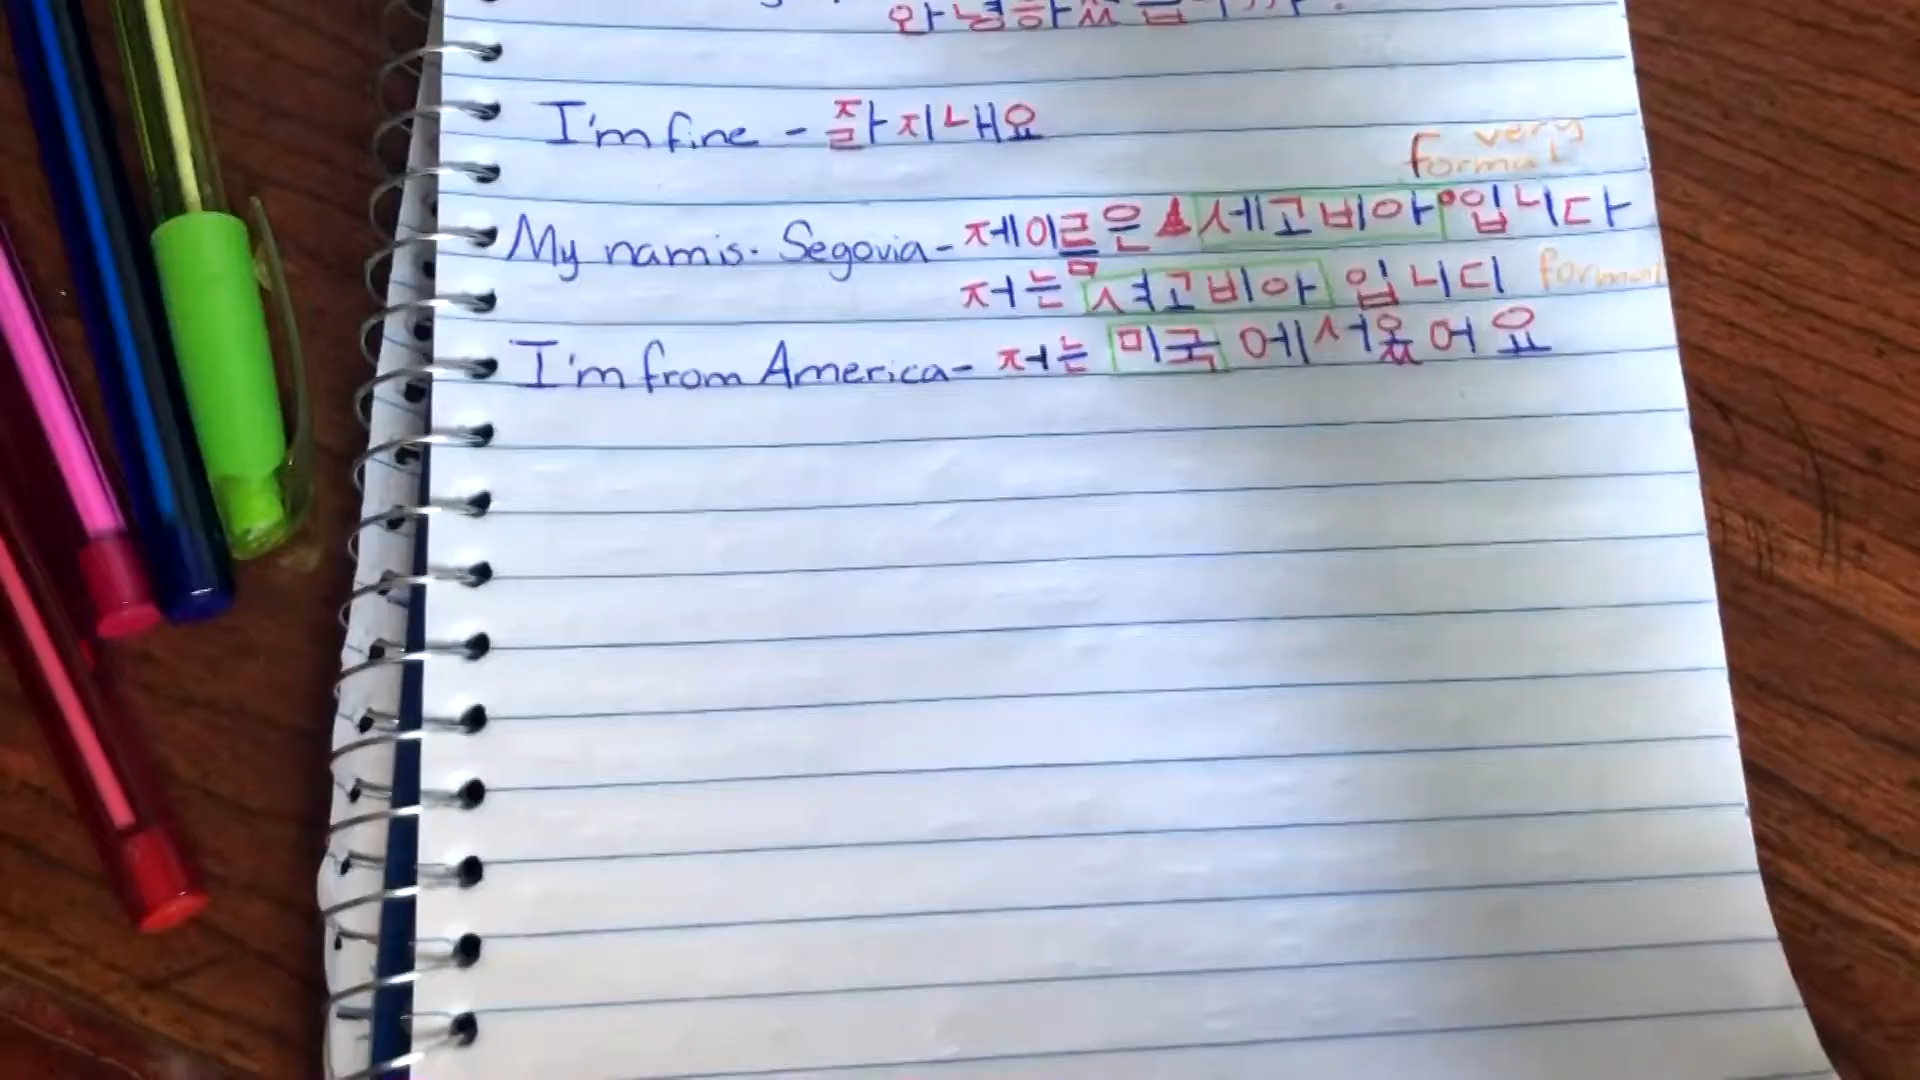 I'm fine - 잘지내요
very
formal
My namis. Segovia - 제이름은 세고비아 입니다
저는 셔고비아 입니디 formal
I'm from America - 저는 미국 에서왔어요